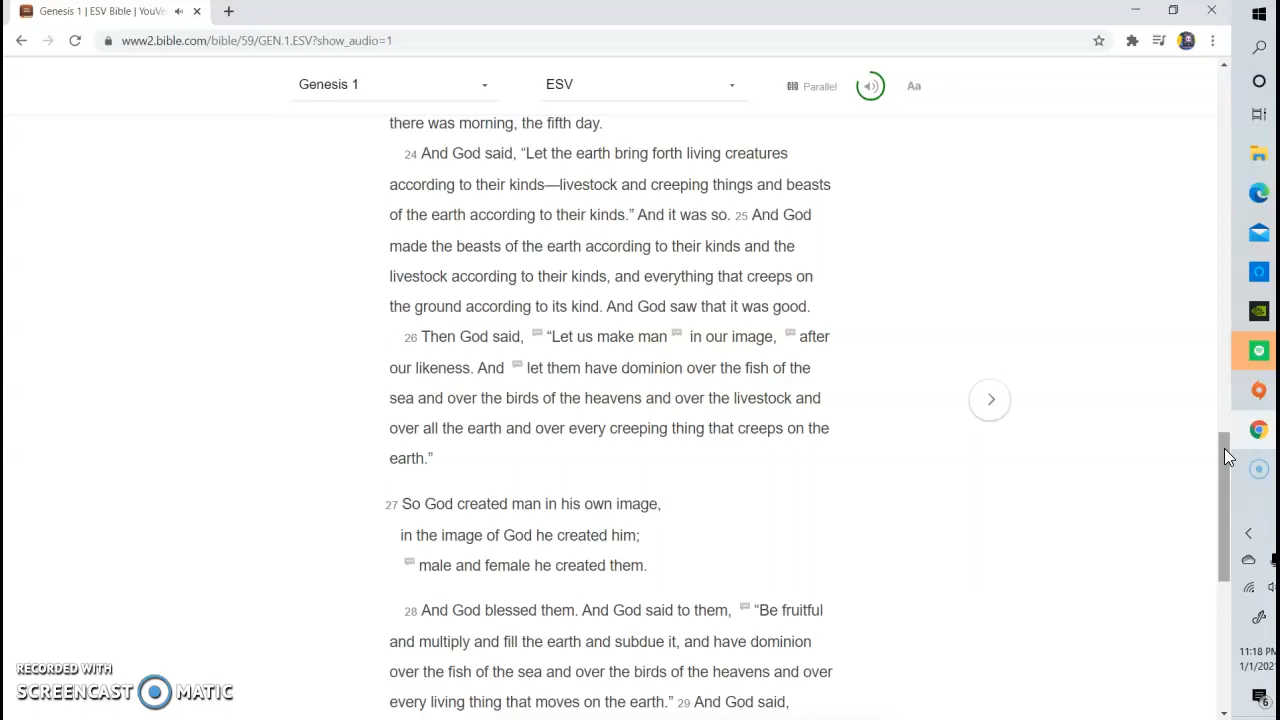 Genesis 1 | ESV Bible | YouVe
www2.bible.com/bible/59/GEN.1.ESV?show_audio=1
Genesis 1
ESV
Parallel
Aa
there was morning, the fifth day.
24 And God said, “Let the earth bring forth living creatures
according to their kinds—livestock and creeping things and beasts
of the earth according to their kinds.” And it was so. 25 And God
made the beasts of the earth according to their kinds and the
livestock according to their kinds, and everything that creeps on
the ground according to its kind. And God saw that it was good.
26 Then God said, “Let us make man in our image, after
our likeness. And let them have dominion over the fish of the
sea and over the birds of the heavens and over the livestock and
over all the earth and over every creeping thing that creeps on the
earth.”
27 So God created man in his own image,
in the image of God he created him;
male and female he created them.
28 And God blessed them. And God said to them, “Be fruitful
and multiply and fill the earth and subdue it, and have dominion
over the fish of the sea and over the birds of the heavens and over
every living thing that moves on the earth.” 29 And God said,
RECORDED WITH
SCREENCAST MATIC
11:18 PM
1/1/202
6